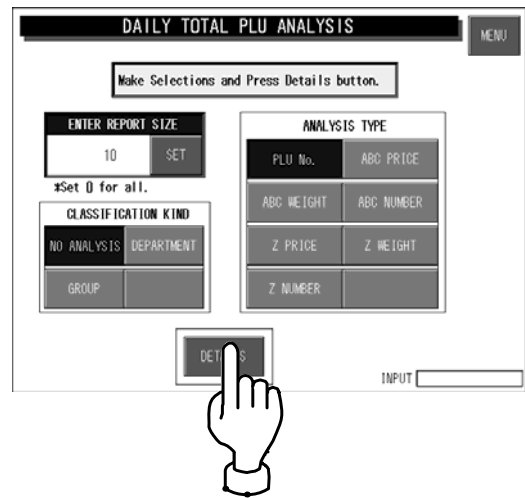 DAILY TOTAL PLU ANALYSIS
MENU
Make Selections and Press Details button.
ENTER REPORT SIZE
10 SET
*Set 0 for all.
CLASSIFICATION KIND
NO ANALYSIS DEPARTMENT
GROUP
ANALYSIS TYPE
PLU No. ABC PRICE
ABC WEIGHT ABC NUMBER
Z PRICE Z WEIGHT
Z NUMBER
DETAILS
INPUT